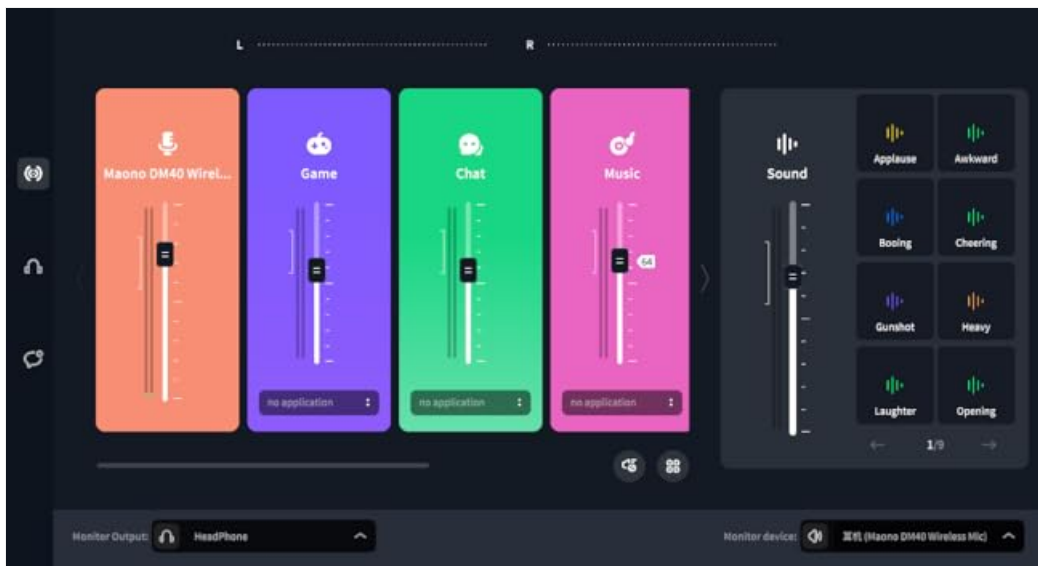 L
R
Maono DM40 Wirel...
Game
Chat
Music
Sound
64
no application
no application
no application
Applause
Awkward
Booing
Cheering
Gunshot
Heavy
Laughter
Opening
1/9
Monitor Output:
HeadPhone
Monitor device:
耳机 (Maono DM40 Wireless Mic)